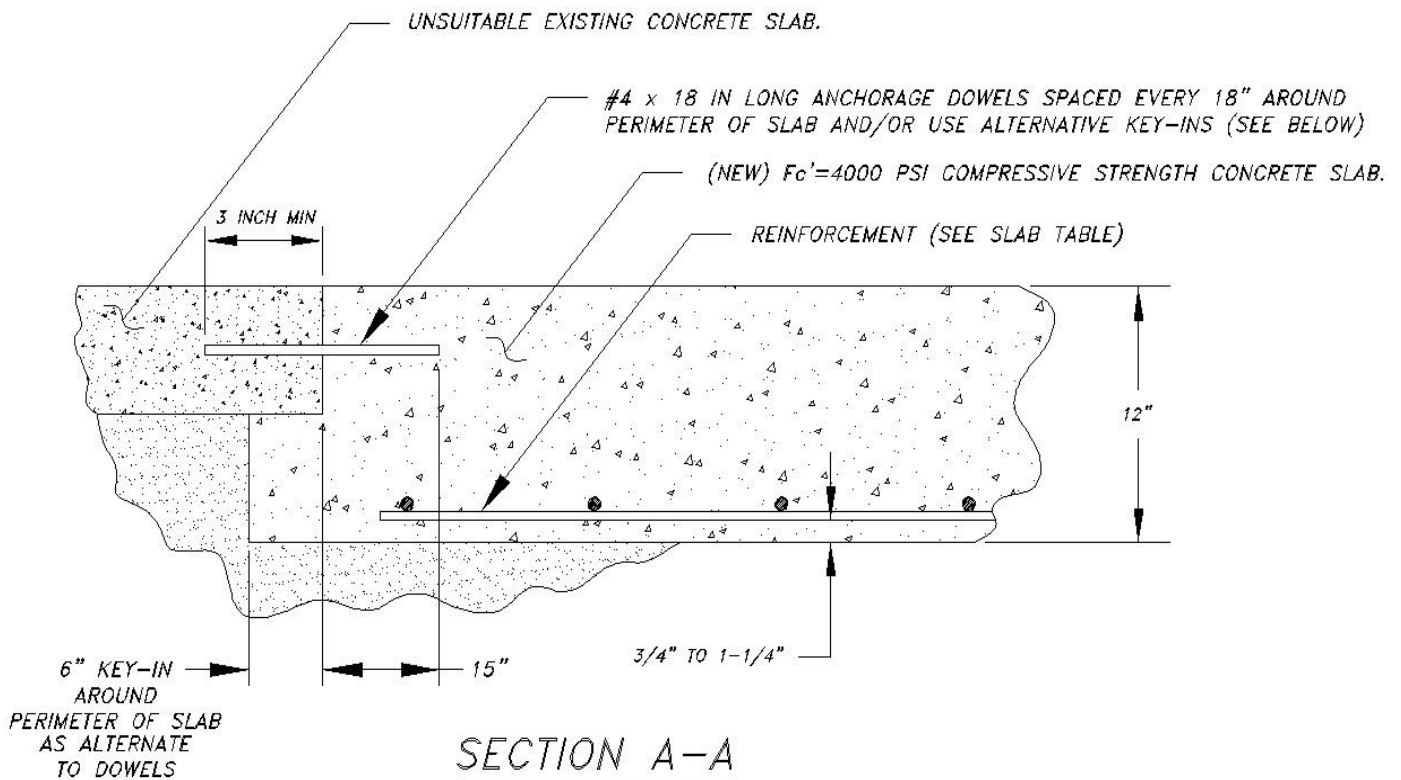 UNSUITABLE EXISTING CONCRETE SLAB.
#4 x 18 IN LONG ANCHORAGE DOWELS SPACED EVERY 18" AROUND
PERIMETER OF SLAB AND/OR USE ALTERNATIVE KEY-INS (SEE BELOW)
(NEW) Fc'=4000 PSI COMPRESSIVE STRENGTH CONCRETE SLAB.
3 INCH MIN
REINFORCEMENT (SEE SLAB TABLE)
12"
3/4" TO 1-1/4"
15"
6" KEY-IN
AROUND
PERIMETER OF SLAB
AS ALTERNATE
TO DOWELS
SECTION A-A